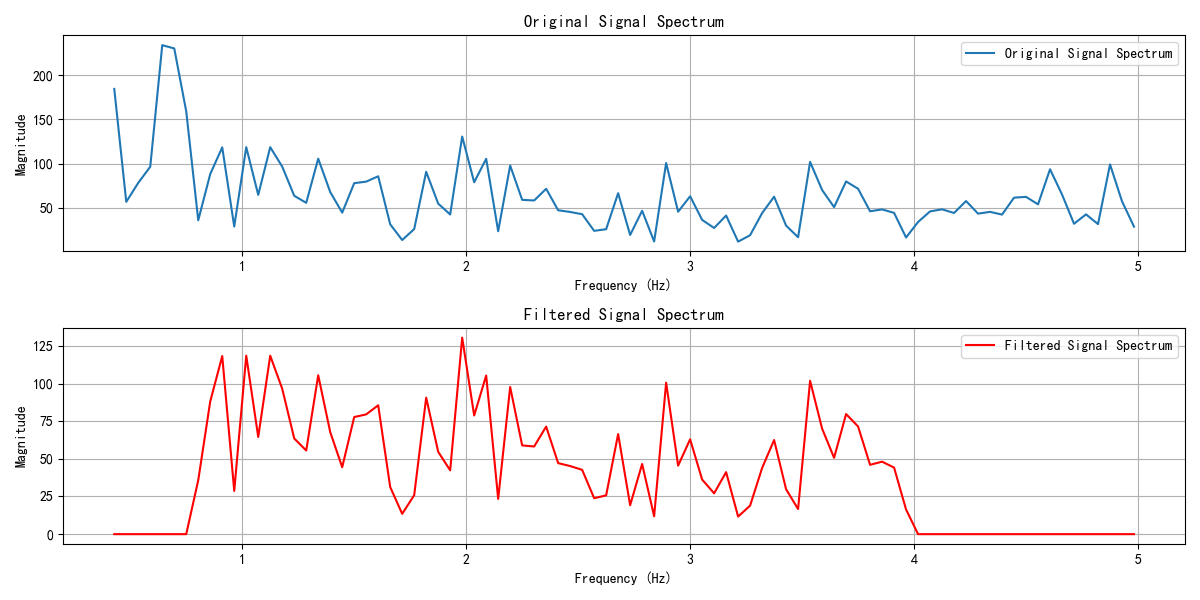 Original Signal Spectrum
Original Signal Spectrum
Magnitude
200
150
100
50
1 2 3 4 5
Frequency (Hz)
Filtered Signal Spectrum
Filtered Signal Spectrum
Magnitude
125
100
75
50
25
0
1 2 3 4 5
Frequency (Hz)